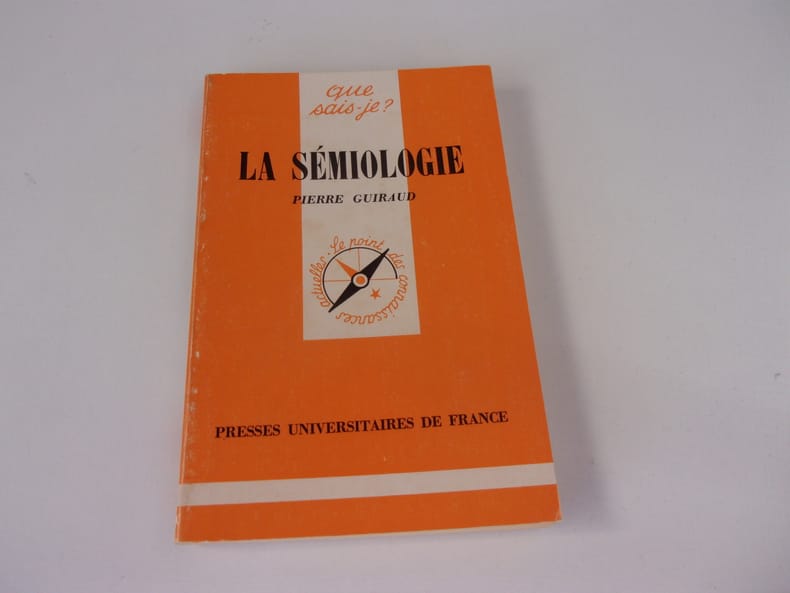 que
sais-je?
LA SÉMIOLOGIE
PIERRE GUIRAUD
Le point des connaissances actuelles
PRESSES UNIVERSITAIRES DE FRANCE